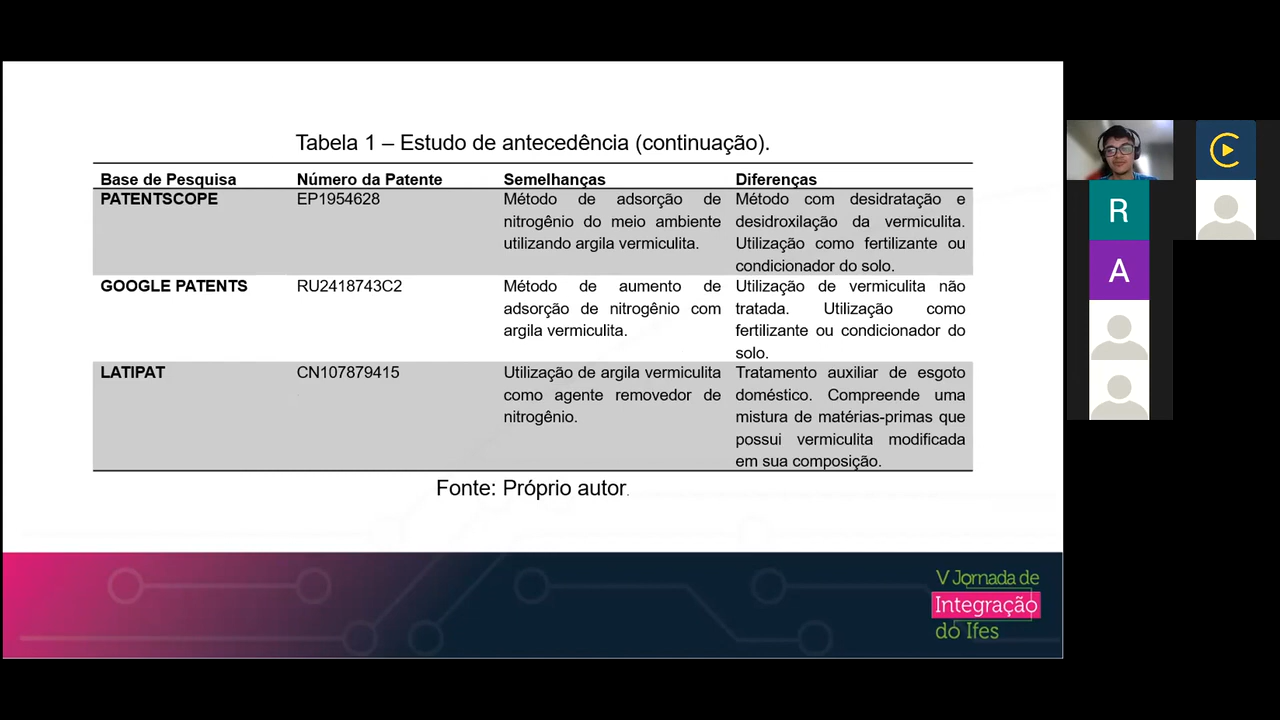 Tabela 1 – Estudo de antecedência (continuação).
Base de Pesquisa Número da Patente Semelhanças Diferenças
PATENTSCOPE EP1954628 Método de adsorção de Método com desidratação e
nitrogênio do meio ambiente desidroxilação da vermiculita.
utilizando argila vermiculita. Utilização como fertilizante ou
condicionador do solo.
GOOGLE PATENTS RU2418743C2 Método de aumento de Utilização de vermiculita não
adsorção de nitrogênio com tratada. Utilização como
argila vermiculita. fertilizante ou condicionador do
solo.
LATIPAT CN107879415 Utilização de argila vermiculita Tratamento auxiliar de esgoto
como agente removedor de doméstico. Compreende uma
nitrogênio. mistura de matérias-primas que
possui vermiculita modificada
em sua composição.
Fonte: Próprio autor.
V Jornada de
Integração
do Ifes
R
A